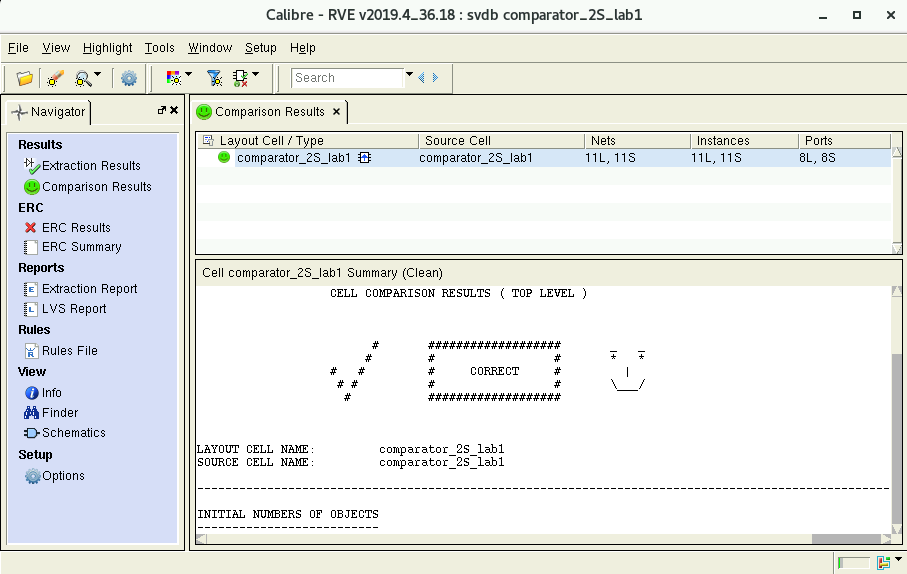 Calibre - RVE v2019.4_36.18 : svdb comparator_2S_lab1
File View Highlight Tools Window Setup Help
Search
Navigator
Results
Extraction Results
Comparison Results
ERC
ERC Results
ERC Summary
Reports
Extraction Report
LVS Report
Rules
Rules File
View
Info
Finder
Schematics
Setup
Options
Comparison Results
Layout Cell / Type Source Cell Nets Instances Ports
comparator_2S_lab1 comparator_2S_lab1 11L, 11S 11L, 11S 8L, 8S
Cell comparator_2S_lab1 Summary (Clean)
CELL COMPARISON RESULTS ( TOP LEVEL )
# ################## _ _
# # # * *
# # # CORRECT # |
# # # # \___/
# ##################
LAYOUT CELL NAME: comparator_2S_lab1
SOURCE CELL NAME: comparator_2S_lab1
INITIAL NUMBERS OF OBJECTS